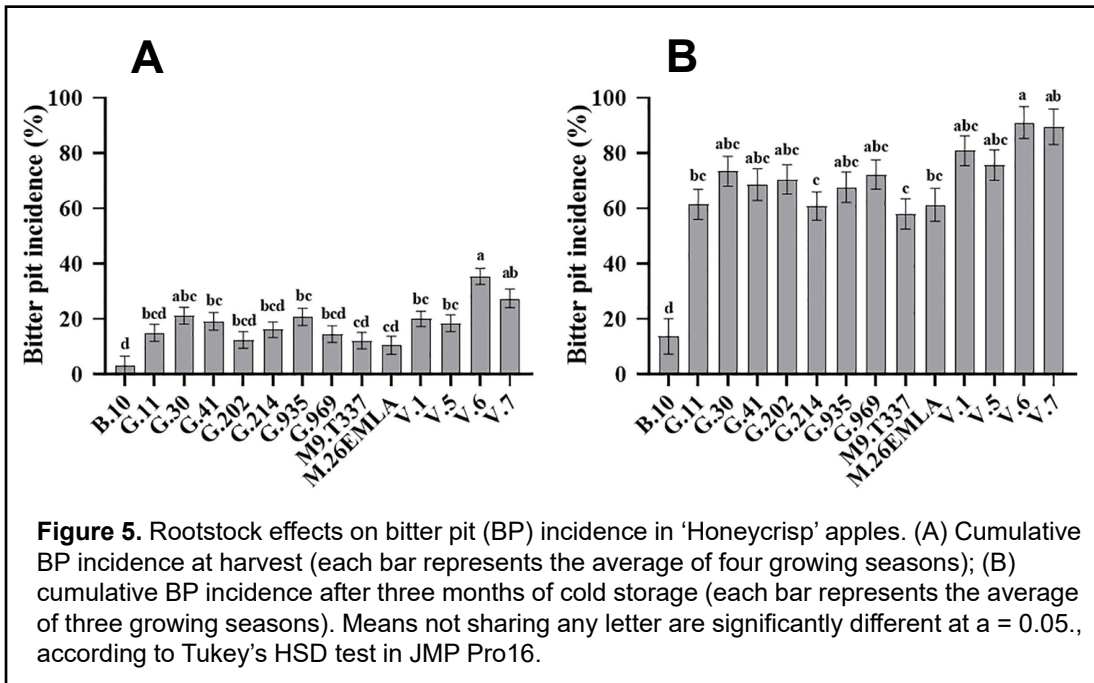 A
Bitter pit incidence (%)
100
80
60
40
20
0
d
bcd
abc
bc
bcd
bcd
bc
bcd
cd
cd
bc
bc
a
ab
B.10
G.11
G.30
G.41
G.202
G.214
G.935
G.969
M9.T337
M.26EMLA
V.1
V.5
V.6
V.7
B
Bitter pit incidence (%)
100
80
60
40
20
0
d
bc
abc
abc
abc
c
abc
abc
c
bc
abc
abc
a
ab
B.10
G.11
G.30
G.41
G.202
G.214
G.935
G.969
M9.T337
M.26EMLA
V.1
V.5
V.6
V.7
Figure 5. Rootstock effects on bitter pit (BP) incidence in ‘Honeycrisp’ apples. (A) Cumulative
BP incidence at harvest (each bar represents the average of four growing seasons); (B)
cumulative BP incidence after three months of cold storage (each bar represents the average
of three growing seasons). Means not sharing any letter are significantly different at a = 0.05.,
according to Tukey’s HSD test in JMP Pro16.